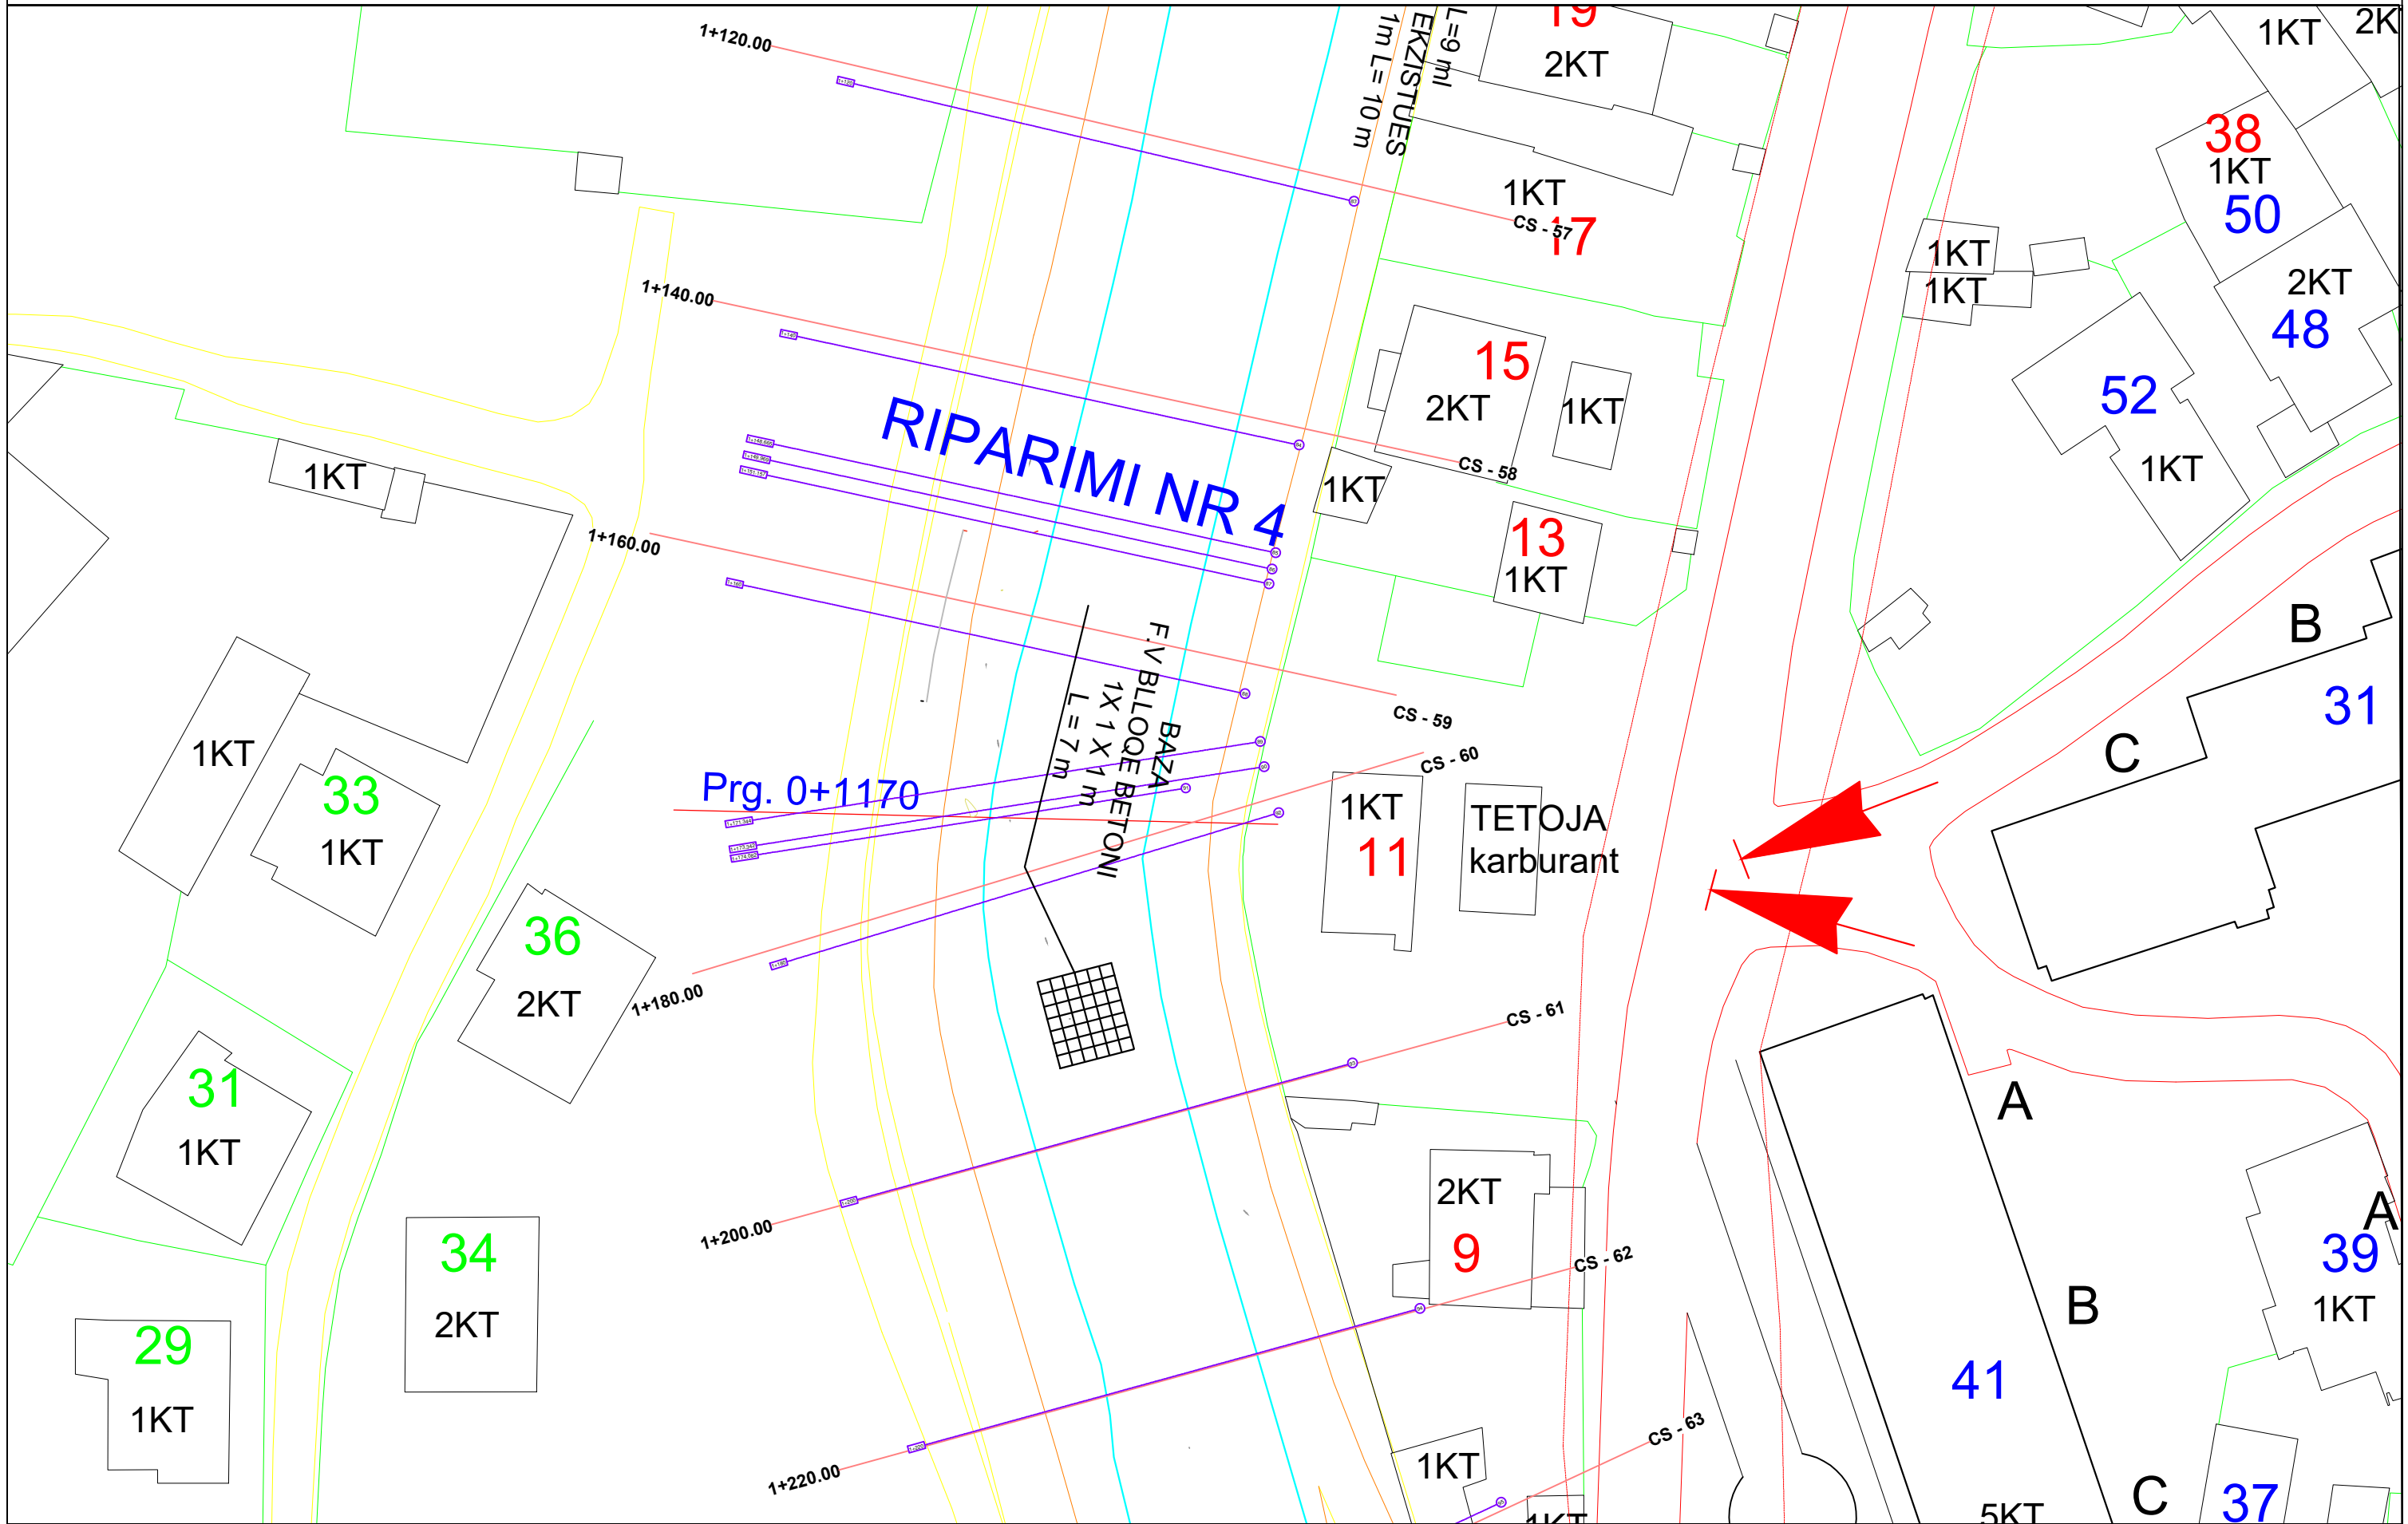 1+120.00
L=9 ml
EKZISTUES
1m L= 10 m
19
2KT
1KT
2K
38
1KT
50
1KT
CS - 57
17
1KT
1KT
2KT
48
1+140.00
15
2KT
1KT
52
1KT
RIPARIMI NR 4
CS - 58
1KT
1KT
1+160.00
13
1KT
B
31
C
BAZA
F.V BLLOQE BETONI
1X 1 X 1 m
L = 7 m
CS - 59
CS - 60
1KT
33
1KT
Prg. 0+1170
1KT
11
TETOJA
karburant
36
2KT
1+180.00
CS - 61
31
1KT
A
2KT
9
CS - 62
1+200.00
34
2KT
A
39
1KT
B
29
1KT
41
CS - 63
1+220.00
1KT
1KT
5KT
C
37